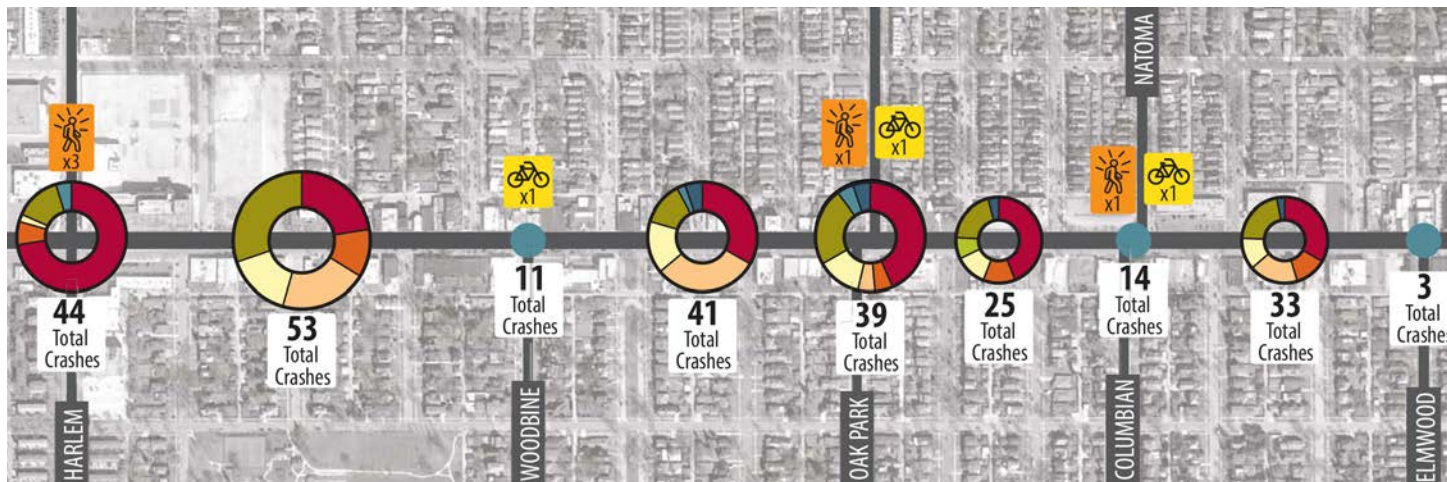 NATOMA
x3
x1
x1
x1
x1
x1
44
Total
Crashes
53
Total
Crashes
11
Total
Crashes
41
Total
Crashes
39
Total
Crashes
25
Total
Crashes
14
Total
Crashes
33
Total
Crashes
3
Total
Crashes
HARLEM
WOODBINE
OAK PARK
COLUMBIAN
ELMWOOD